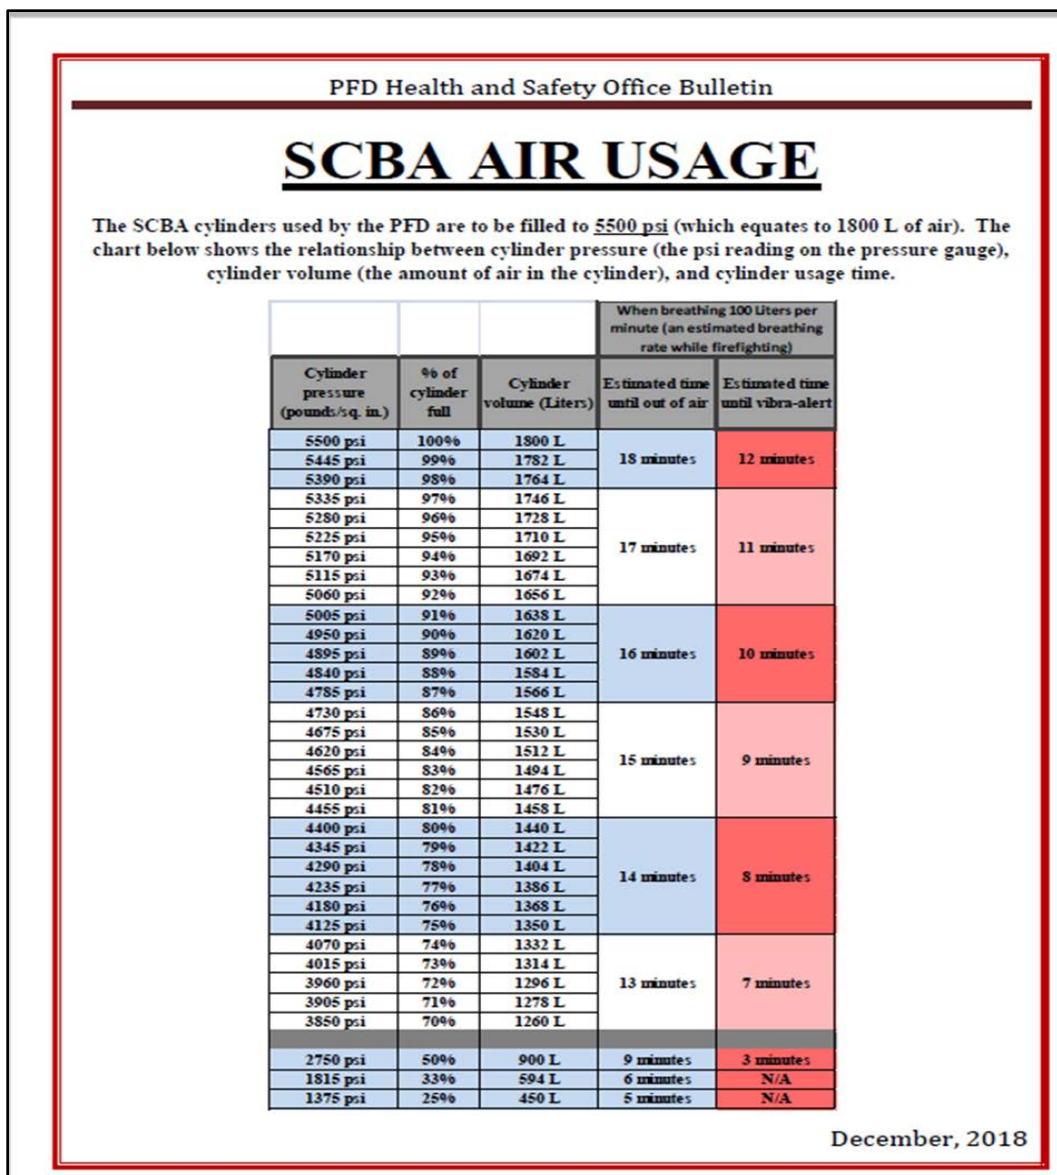 PFD Health and Safety Office Bulletin
SCBA AIR USAGE
The SCBA cylinders used by the PFD are to be filled to 5500 psi (which equates to 1800 L of air). The
chart below shows the relationship between cylinder pressure (the psi reading on the pressure gauge),
cylinder volume (the amount of air in the cylinder), and cylinder usage time.
When breathing 100 Liters per
minute (an estimated breathing
rate while firefighting)
Cylinder pressure (pounds/sq. in.) % of cylinder full Cylinder volume (Liters) Estimated time until out of air Estimated time until vibra-alert
5500 psi 100% 1800 L
5445 psi 99% 1782 L 18 minutes 12 minutes
5390 psi 98% 1764 L
5335 psi 97% 1746 L
5280 psi 96% 1728 L
5225 psi 95% 1710 L
5170 psi 94% 1692 L 17 minutes 11 minutes
5115 psi 93% 1674 L
5060 psi 92% 1656 L
5005 psi 91% 1638 L
4950 psi 90% 1620 L
4895 psi 89% 1602 L 16 minutes 10 minutes
4840 psi 88% 1584 L
4785 psi 87% 1566 L
4730 psi 86% 1548 L
4675 psi 85% 1530 L
4620 psi 84% 1512 L 15 minutes 9 minutes
4565 psi 83% 1494 L
4510 psi 82% 1476 L
4455 psi 81% 1458 L
4400 psi 80% 1440 L
4345 psi 79% 1422 L
4290 psi 78% 1404 L
4235 psi 77% 1386 L 14 minutes 8 minutes
4180 psi 76% 1368 L
4125 psi 75% 1350 L
4070 psi 74% 1332 L
4015 psi 73% 1314 L
3960 psi 72% 1296 L 13 minutes 7 minutes
3905 psi 71% 1278 L
3850 psi 70% 1260 L
2750 psi 50% 900 L 9 minutes 3 minutes
1815 psi 33% 594 L 6 minutes N/A
1375 psi 25% 450 L 5 minutes N/A
December, 2018